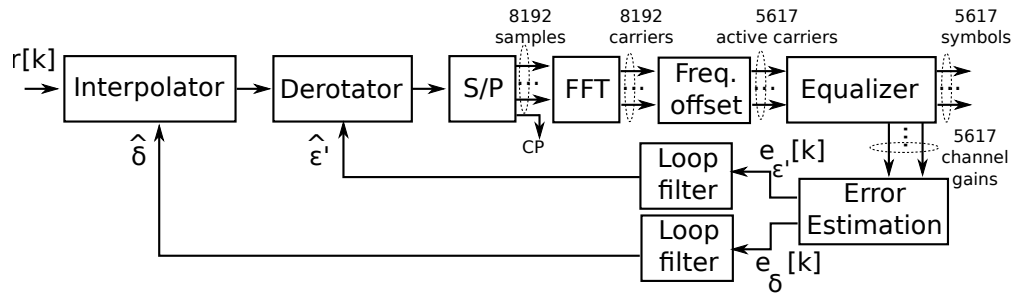 8192
samples
8192
carriers
5617
active carriers
5617
symbols
r[k]
Interpolator
Derotator
S/P
...
FFT
...
Freq.
offset
...
Equalizer
...
CP
δ^
ε^'
Loop
filter
e_ε'[k]
...
5617
channel
gains
Error
Estimation
Loop
filter
e_δ[k]